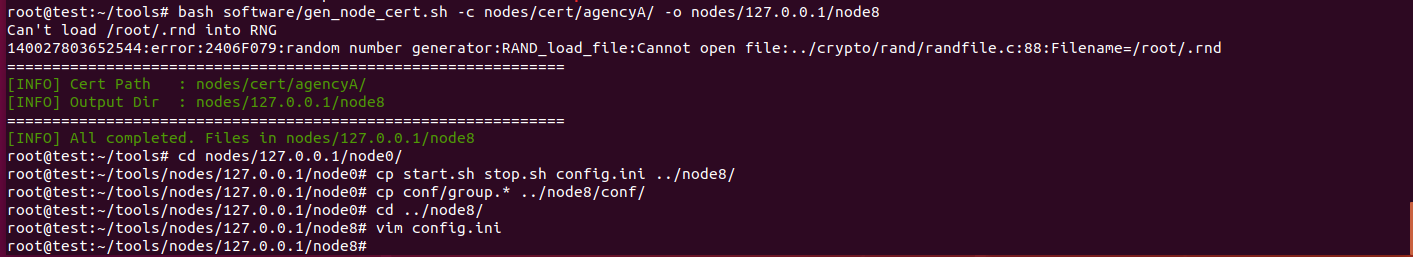 root@test:~/tools# bash software/gen_node_cert.sh -c nodes/cert/agencyA/ -o nodes/127.0.0.1/node8
Can't load /root/.rnd into RNG
140027803652544:error:2406F079:random number generator:RAND_load_file:Cannot open file:../crypto/rand/randfile.c:88:Filename=/root/.rnd
==============================================================
[INFO] Cert Path   : nodes/cert/agencyA/
[INFO] Output Dir  : nodes/127.0.0.1/node8
==============================================================
[INFO] All completed. Files in nodes/127.0.0.1/node8
root@test:~/tools# cd nodes/127.0.0.1/node0/
root@test:~/tools/nodes/127.0.0.1/node0# cp start.sh stop.sh config.ini ../node8/
root@test:~/tools/nodes/127.0.0.1/node0# cp conf/group.* ../node8/conf/
root@test:~/tools/nodes/127.0.0.1/node0# cd ../node8/
root@test:~/tools/nodes/127.0.0.1/node8# vim config.ini
root@test:~/tools/nodes/127.0.0.1/node8#